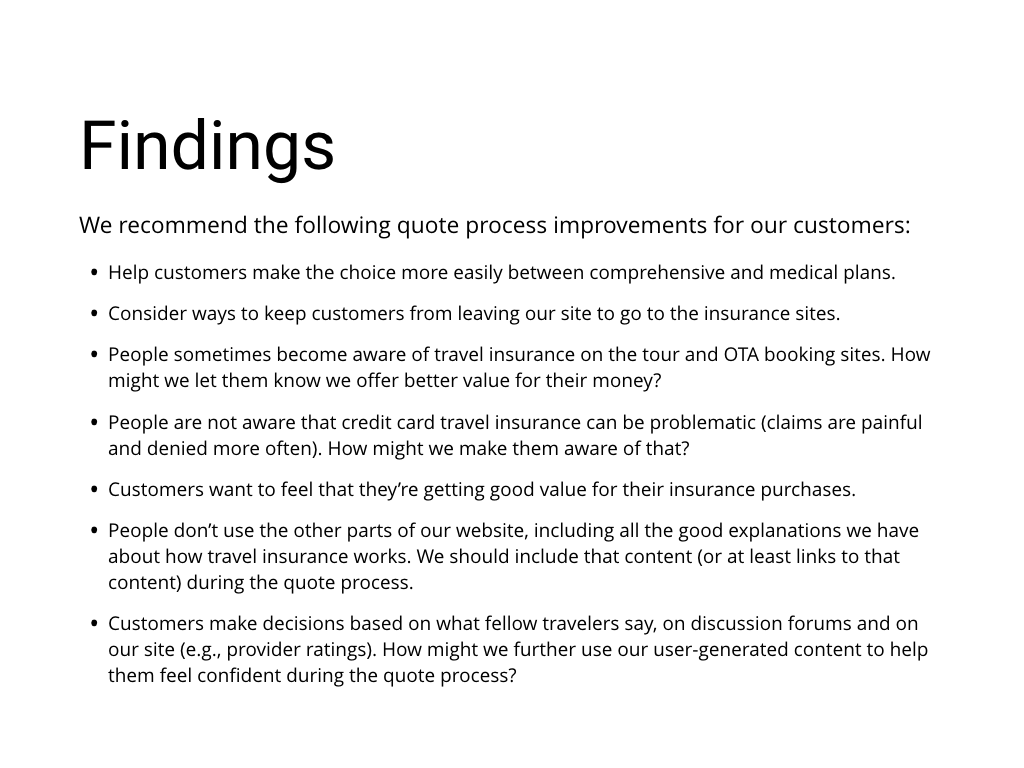 Findings
We recommend the following quote process improvements for our customers:
• Help customers make the choice more easily between comprehensive and medical plans.
• Consider ways to keep customers from leaving our site to go to the insurance sites.
• People sometimes become aware of travel insurance on the tour and OTA booking sites. How
might we let them know we offer better value for their money?
• People are not aware that credit card travel insurance can be problematic (claims are painful
and denied more often). How might we make them aware of that?
• Customers want to feel that they’re getting good value for their insurance purchases.
• People don’t use the other parts of our website, including all the good explanations we have
about how travel insurance works. We should include that content (or at least links to that
content) during the quote process.
• Customers make decisions based on what fellow travelers say, on discussion forums and on
our site (e.g., provider ratings). How might we further use our user-generated content to help
them feel confident during the quote process?